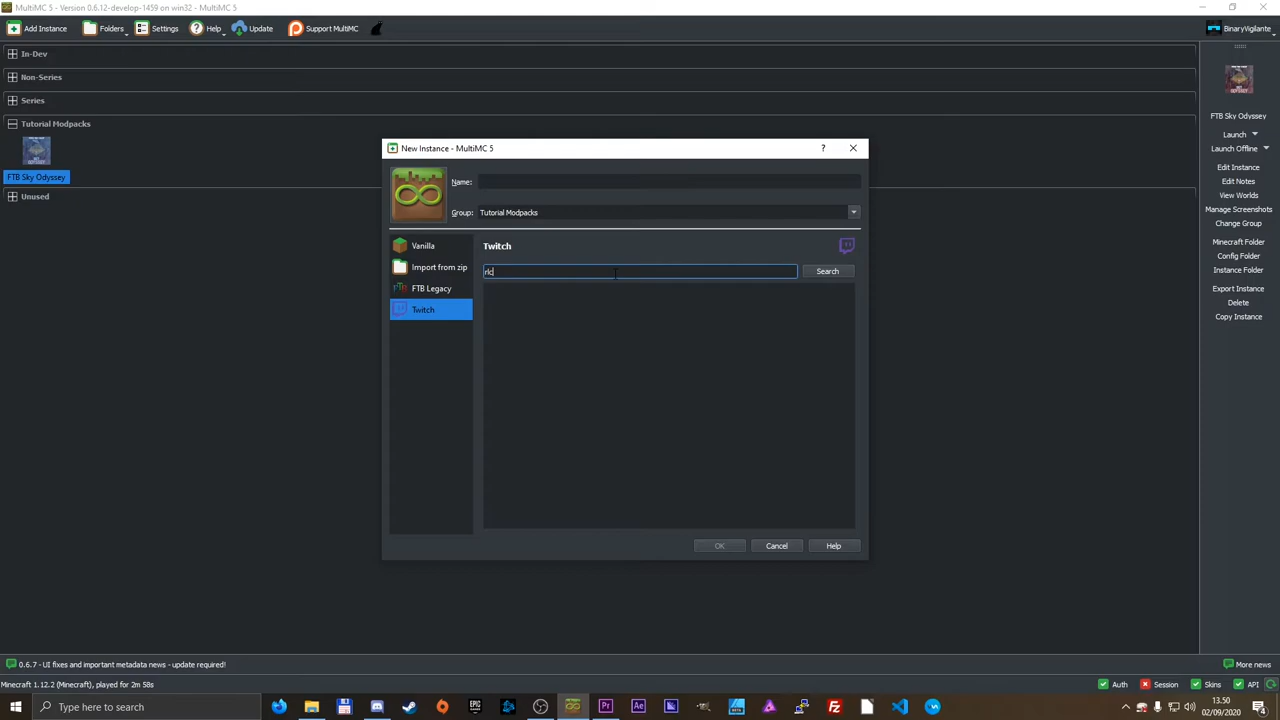 MultiMC 5 - Version 0.6.12-develop-1459 on win32 - MultiMC 5
Add Instance Folders Settings Help Update Support MultiMC BinaryVigilante
In-Dev
Non-Series
Series
Tutorial Modpacks
FTB Sky Odyssey
Unused
New Instance - MultiMC 5 ?
Name:
Group: Tutorial Modpacks
Vanilla
Import from zip
FTB Legacy
Twitch
Twitch
rlc Search
OK Cancel Help
FTB Sky Odyssey
Launch
Launch Offline
Edit Instance
Edit Notes
View Worlds
Manage Screenshots
Change Group
Minecraft Folder
Config Folder
Instance Folder
Export Instance
Delete
Copy Instance
0.6.7 - UI fixes and important metadata news - update required! More news
Minecraft 1.12.2 (Minecraft), played for 2m 58s Auth Session Skins API
Type here to search
13.50
02/09/2020